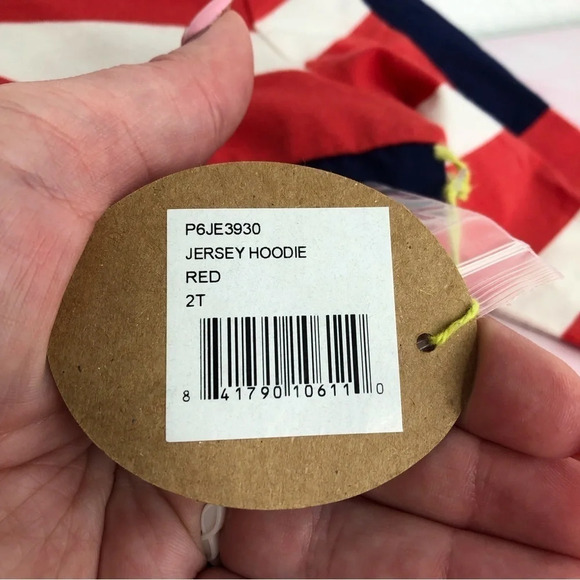 P6JE3930
JERSEY HOODIE
RED
2T
8 41790 10611 0